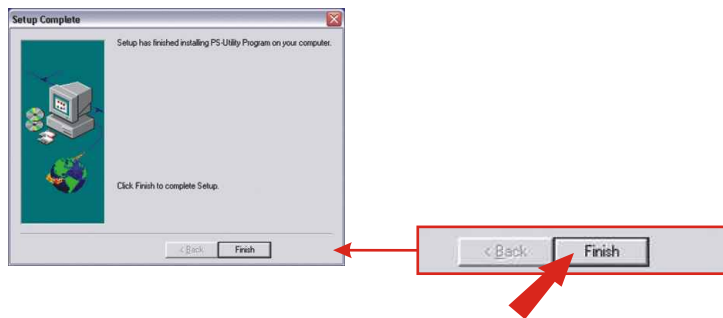 Setup Complete
Setup has finished installing PS-Utility Program on your computer.
Click Finish to complete Setup.
< Back Finish
< Back Finish